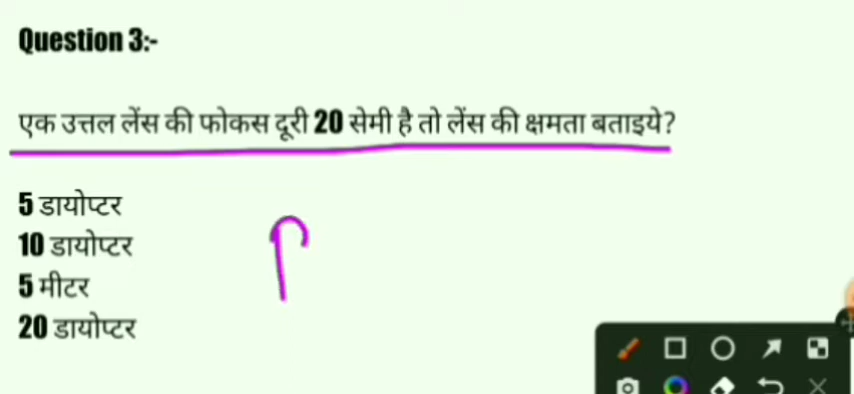 Question 3:-
एक उत्तल लेंस की फोकस दूरी 20 सेमी है तो लेंस की क्षमता बताइये?
5 डायोप्टर
10 डायोप्टर
5 मीटर
20 डायोप्टर